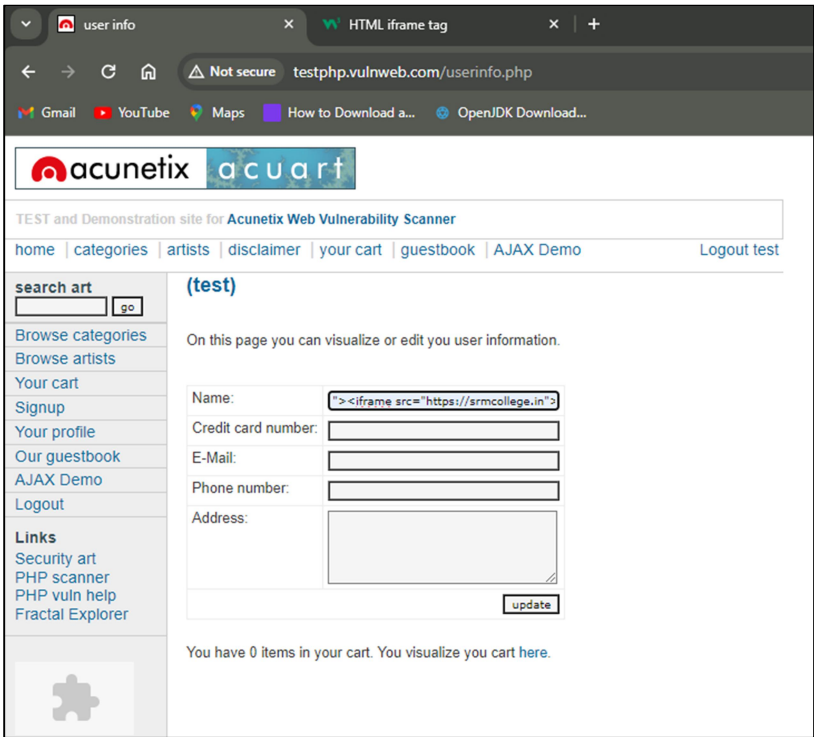 user info
HTML iframe tag
Not secure testphp.vulnweb.com/userinfo.php
Gmail YouTube Maps How to Download a... OpenJDK Download...
acunetix acuart
TEST and Demonstration site for Acunetix Web Vulnerability Scanner
home | categories | artists | disclaimer | your cart | guestbook | AJAX Demo
Logout test
search art
go
Browse categories
Browse artists
Your cart
Signup
Your profile
Our guestbook
AJAX Demo
Logout
Links
Security art
PHP scanner
PHP vuln help
Fractal Explorer
(test)
On this page you can visualize or edit you user information.
Name: "><iframe src="https://srmcollege.in">
Credit card number:
E-Mail:
Phone number:
Address:
update
You have 0 items in your cart. You visualize you cart here.